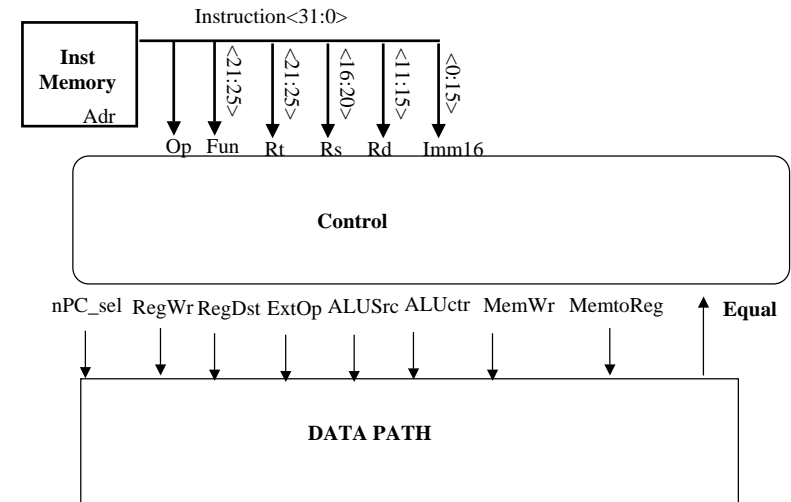 Instruction<31:0>
Inst
Memory
Adr
<21:25>
<21:25>
<16:20>
<11:15>
<0:15>
Op Fun Rt Rs Rd Imm16
Control
nPC_sel RegWr RegDst ExtOp ALUSrc ALUctr MemWr MemtoReg Equal
DATA PATH